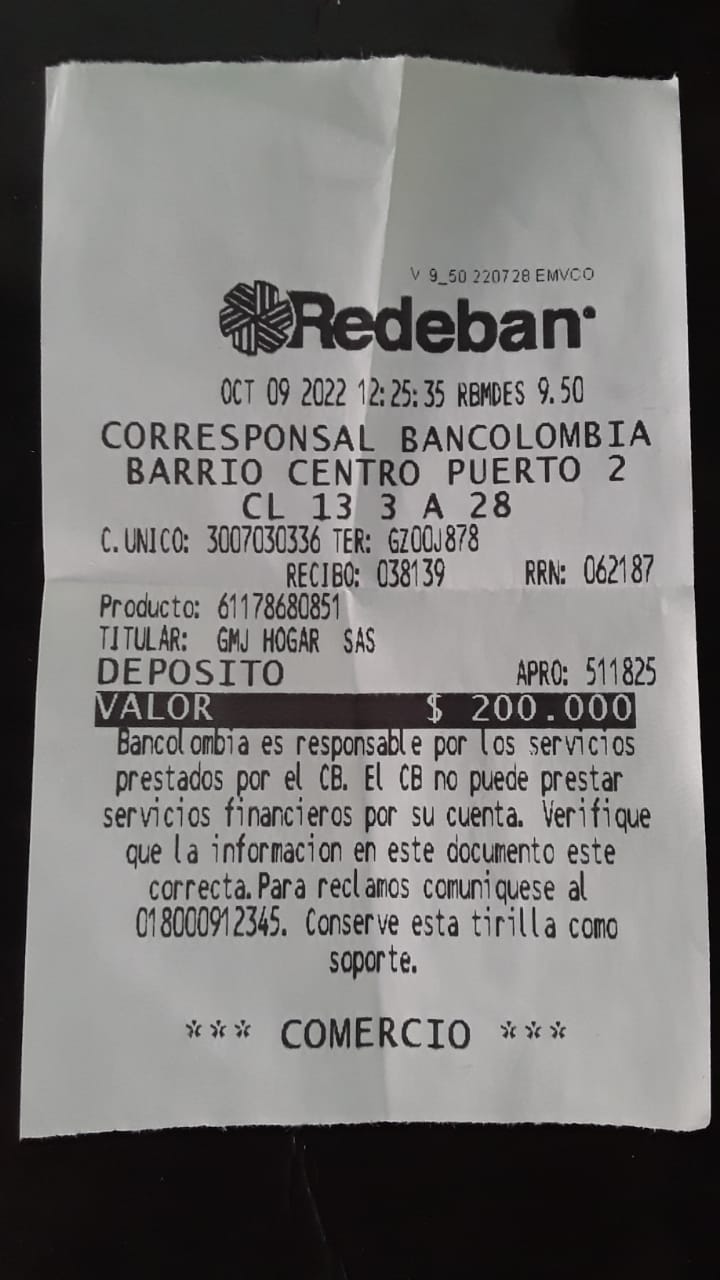 V 9_50 220728 EMVCO
Redeban
OCT 09 2022 12:25:35 RBMDES 9.50
CORRESPONSAL BANCOLOMBIA
BARRIO CENTRO PUERTO 2
CL 13 3 A 28
C.UNICO: 3007030336 TER: GZ00J878
RECIBO: 038139 RRN: 062187
Producto: 61178680851
TITULAR: GMJ HOGAR SAS
DEPOSITO APRO: 511825
VALOR $ 200.000
Bancolombia es responsable por los servicios
prestados por el CB. El CB no puede prestar
servicios financieros por su cuenta. Verifique
que la informacion en este documento este
correcta.Para reclamos comuniquese al
018000912345. Conserve esta tirilla como
soporte.
*** COMERCIO ***